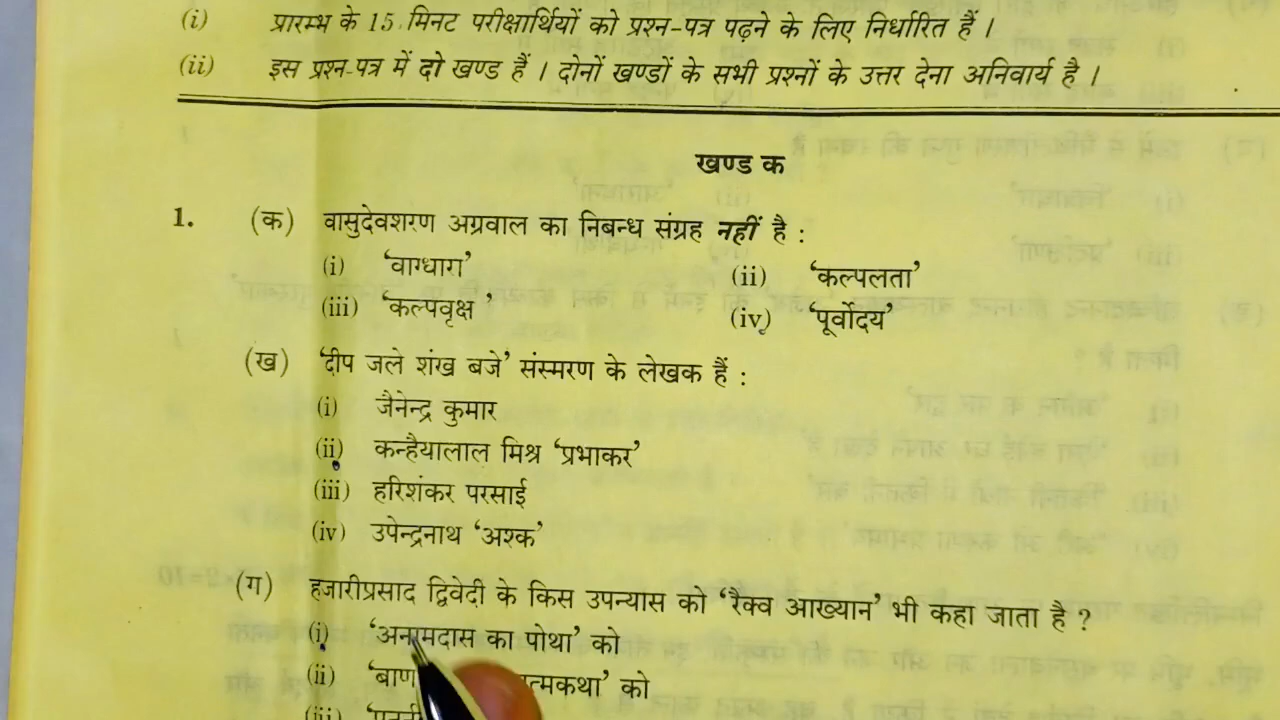 (i) प्रारम्भ के 15 मिनट परीक्षार्थियों को प्रश्न-पत्र पढ़ने के लिए निर्धारित हैं ।
(ii) इस प्रश्न-पत्र में दो खण्ड हैं । दोनों खण्डों के सभी प्रश्नों के उत्तर देना अनिवार्य है ।
खण्ड क
1. (क) वासुदेवशरण अग्रवाल का निबन्ध संग्रह नहीं है :
(i) ‘वाग्धारा’ (ii) ‘कल्पलता’
(iii) ‘कल्पवृक्ष ’ (iv) ‘पूर्वोदय’
(ख) ‘दीप जले शंख बजे’ संस्मरण के लेखक हैं :
(i) जैनेन्द्र कुमार
(ii) कन्हैयालाल मिश्र ‘प्रभाकर’
(iii) हरिशंकर परसाई
(iv) उपेन्द्रनाथ ‘अश्क’
(ग) हजारीप्रसाद द्विवेदी के किस उपन्यास को ‘रैक्व आख्यान’ भी कहा जाता है ?
(i) ‘अनामदास का पोथा’ को
(ii) ‘बाण त्मकथा’ को
(iii)